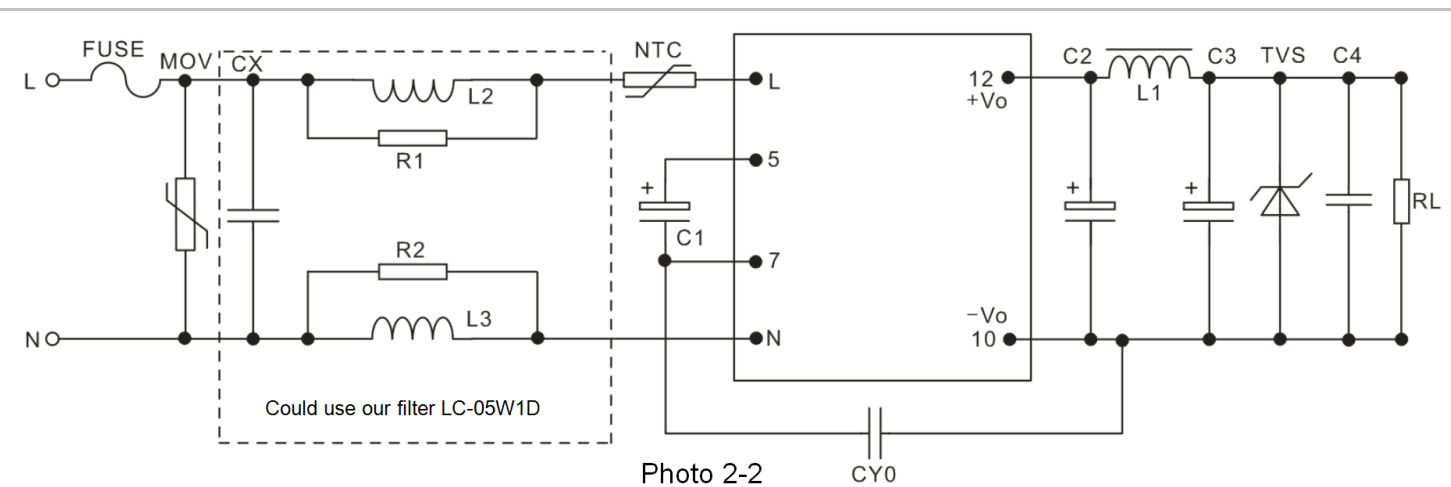 FUSE
MOV
CX
NTC
C2
C3
TVS
C4
L
L2
L
12
+Vo
L1
R1
5
+
+
+
RL
C1
R2
7
L3
−Vo
N
N
10
Could use our filter LC-05W1D
Photo 2-2
CY0